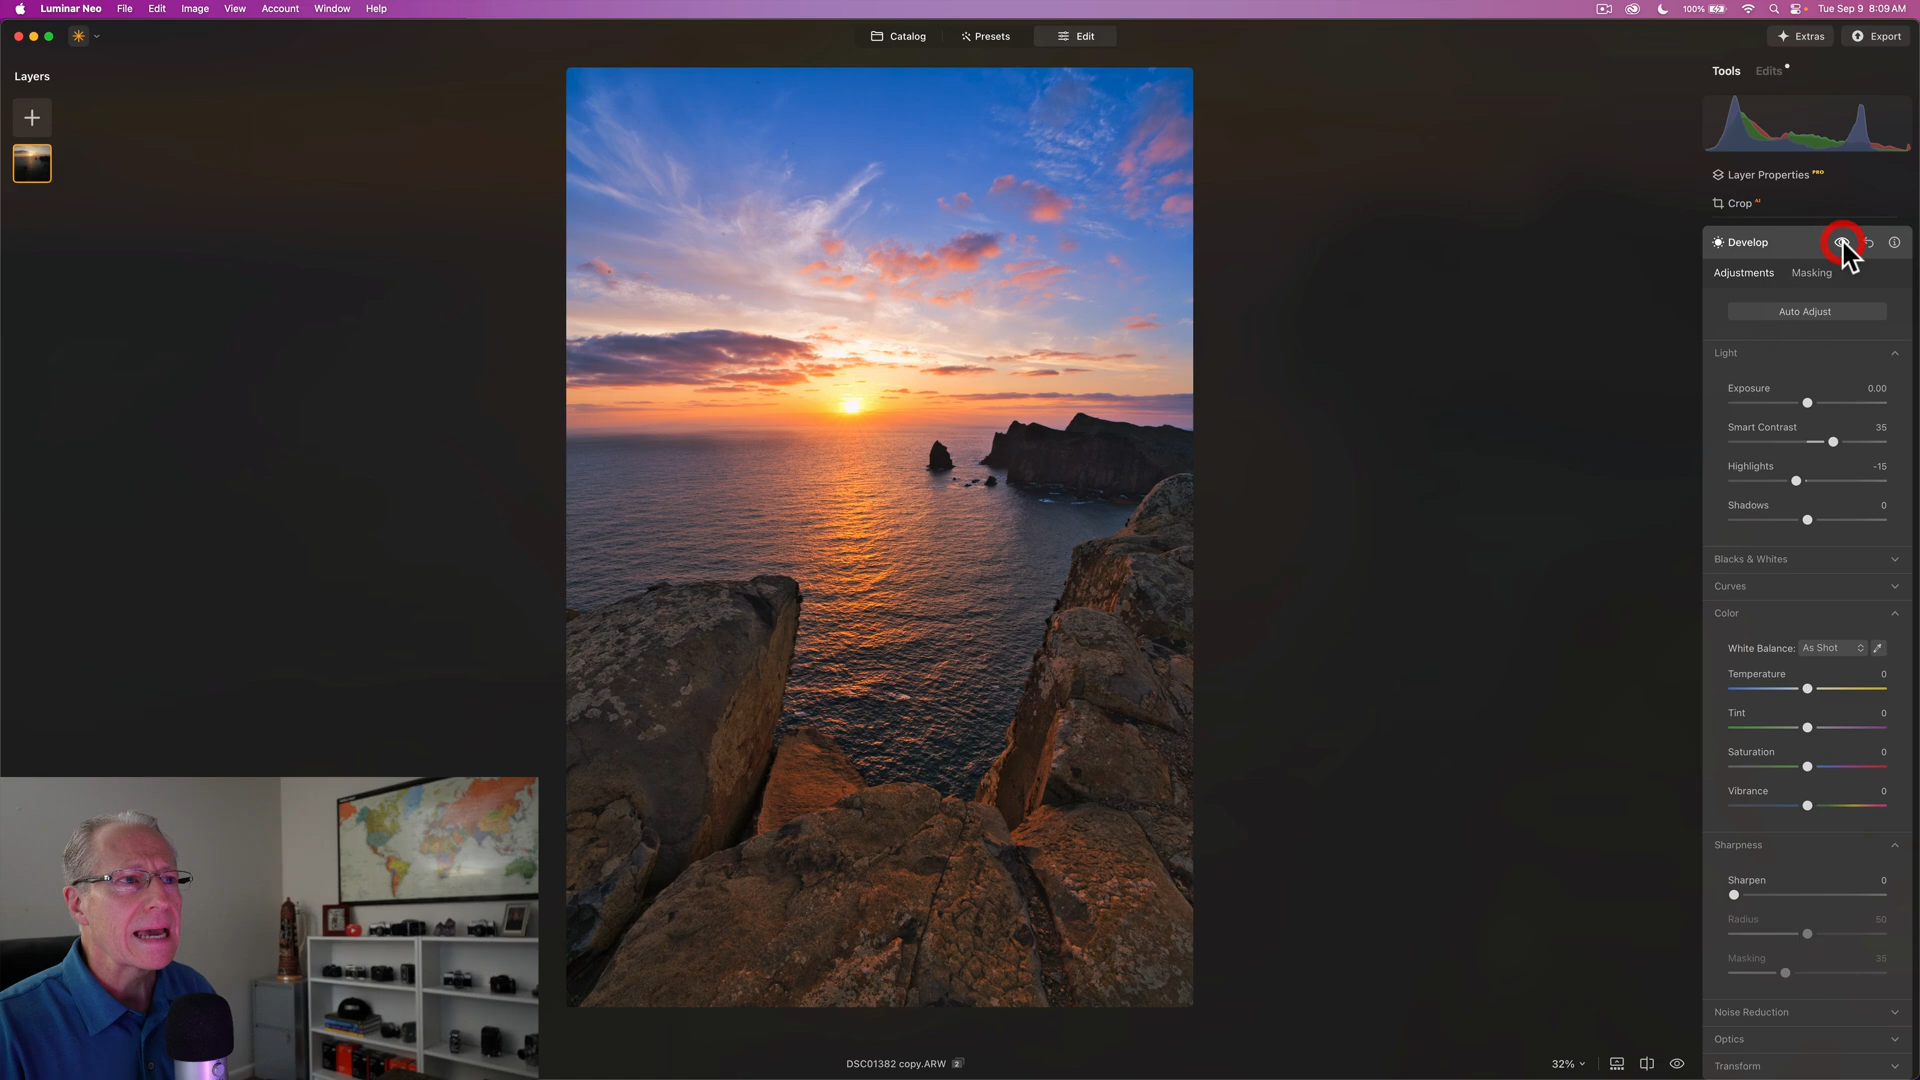 Luminar Neo File Edit Image View Account Window Help 100% Tue Sep 9 8:09 AM
Catalog Presets Edit Extras Export
Layers
Tools Edits
Layer Properties PRO
Crop AI
Develop
Adjustments Masking
Auto Adjust
Light
Exposure 0.00
Smart Contrast 35
Highlights -15
Shadows 0
Blacks & Whites
Curves
Color
White Balance: As Shot
Temperature 0
Tint 0
Saturation 0
Vibrance 0
Sharpness
Sharpen 0
Radius 50
Masking 35
Noise Reduction
Optics
Transform
DSC01382 copy.ARW 2 32%